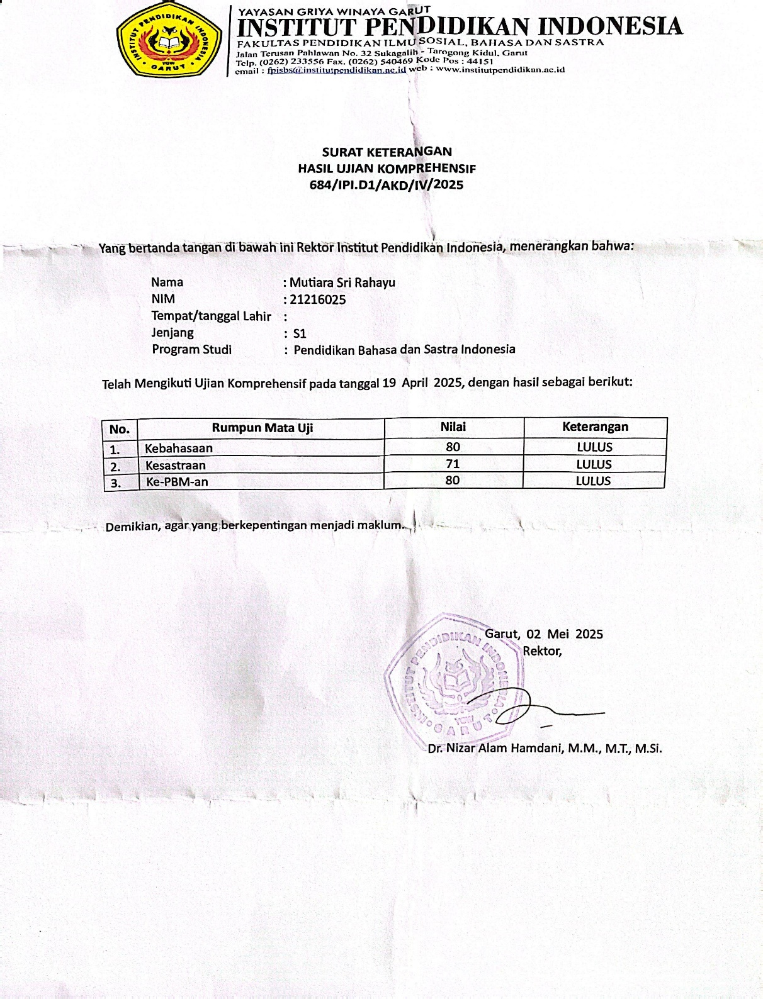 INSTITUT PENDIDIKAN INDONESIA
YGW
GARUT
YAYASAN GRIYA WINAYA GARUT
INSTITUT PENDIDIKAN INDONESIA
FAKULTAS PENDIDIKAN ILMU SOSIAL, BAHASA DAN SASTRA
Jalan Terusan Pahlawan No. 32 Sukagalih - Tarogong Kidul. Garut
Telp. (0262) 233556 Fax. (0262) 540469 Kode Pos : 44151
email : fpisbs@institutpendidikan.ac.id web : www.institutpendidikan.ac.id
SURAT KETERANGAN
HASIL UJIAN KOMPREHENSIF
684/IPI.D1/AKD/IV/2025
Yang bertanda tangan di bawah ini Rektor Institut Pendidikan Indonesia, menerangkan bahwa:
Nama : Mutiara Sri Rahayu
NIM : 21216025
Tempat/tanggal Lahir :
Jenjang : S1
Program Studi : Pendidikan Bahasa dan Sastra Indonesia
Telah Mengikuti Ujian Komprehensif pada tanggal 19 April 2025, dengan hasil sebagai berikut:
No. Rumpun Mata Uji Nilai Keterangan
1. Kebahasaan 80 LULUS
2. Kesastraan 71 LULUS
3. Ke-PBM-an 80 LULUS
Demikian, agar yang berkepentingan menjadi maklum.
Garut, 02 Mei 2025
Rektor,
INSTITUT PENDIDIKAN INDONESIA
YGW
GARUT
Dr. Nizar Alam Hamdani, M.M., M.T., M.Si.